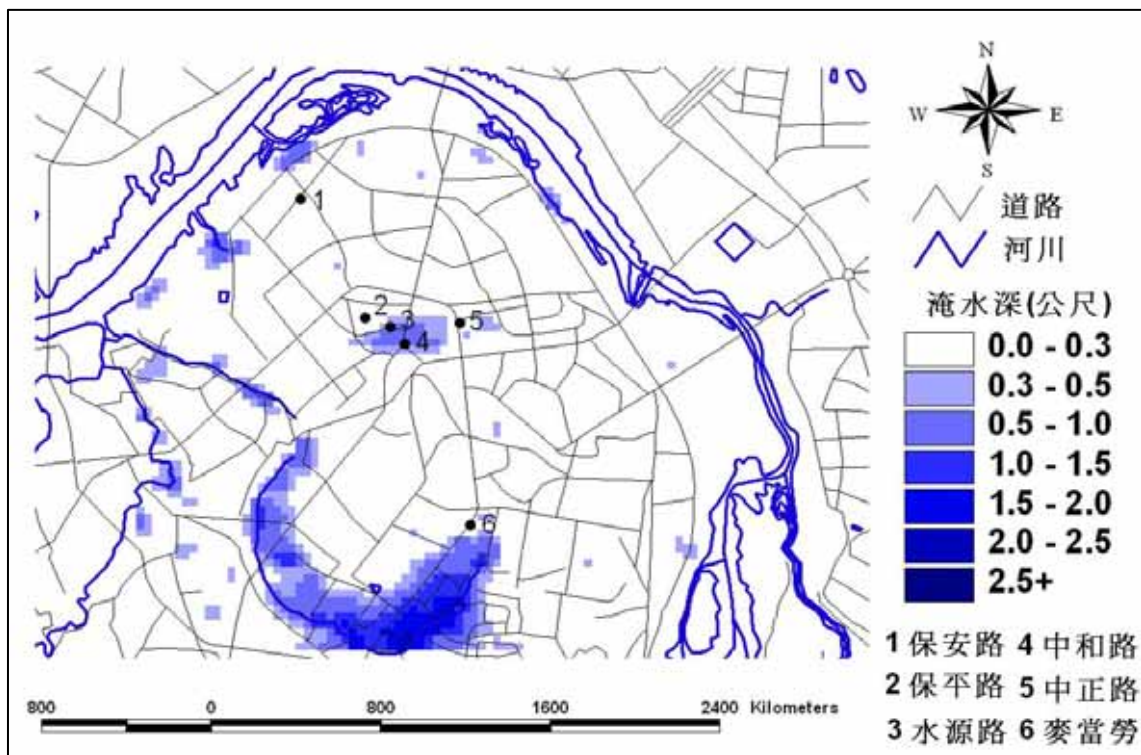 N
W E
S
道路
河川
淹水深(公尺)
0.0 - 0.3
0.3 - 0.5
0.5 - 1.0
1.0 - 1.5
1.5 - 2.0
2.0 - 2.5
2.5+
1
2
3
4
5
6
1 保安路 4 中和路
2 保平路 5 中正路
3 水源路 6 麥當勞
800 0 800 1600 2400 Kilometers